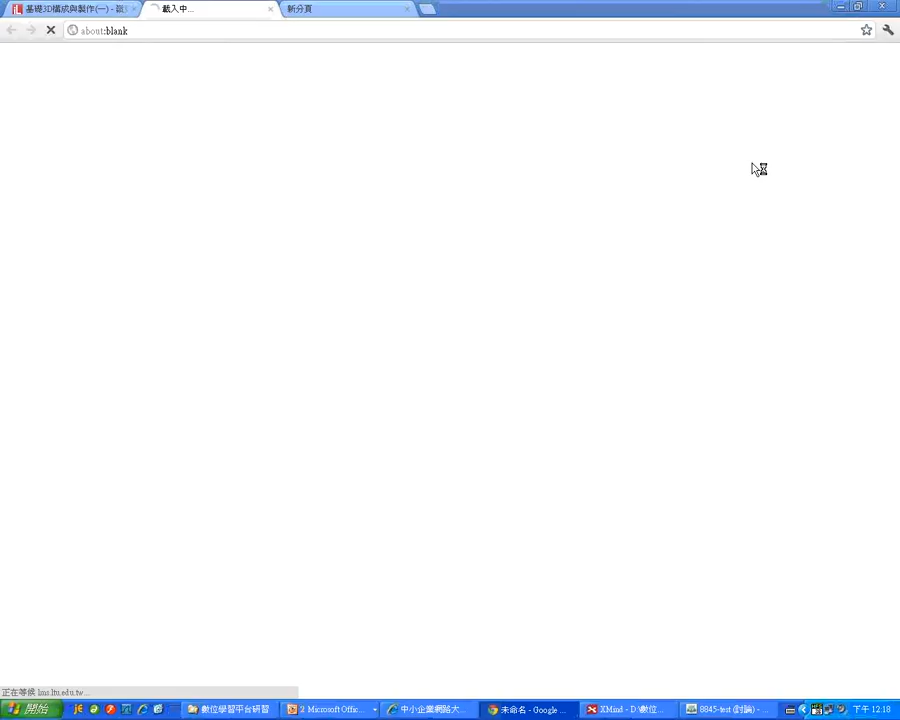 基礎3D構成與製作(一) - 
載入中...
新分頁
about:blank
正在等候 lms.ltu.edu.tw...
開始
數位學習平台研習
2 Microsoft Offic...
中小企業網路大...
未命名 - Google ...
XMind - D:\數位...
8845-test (討論) - ...
下午 12:18